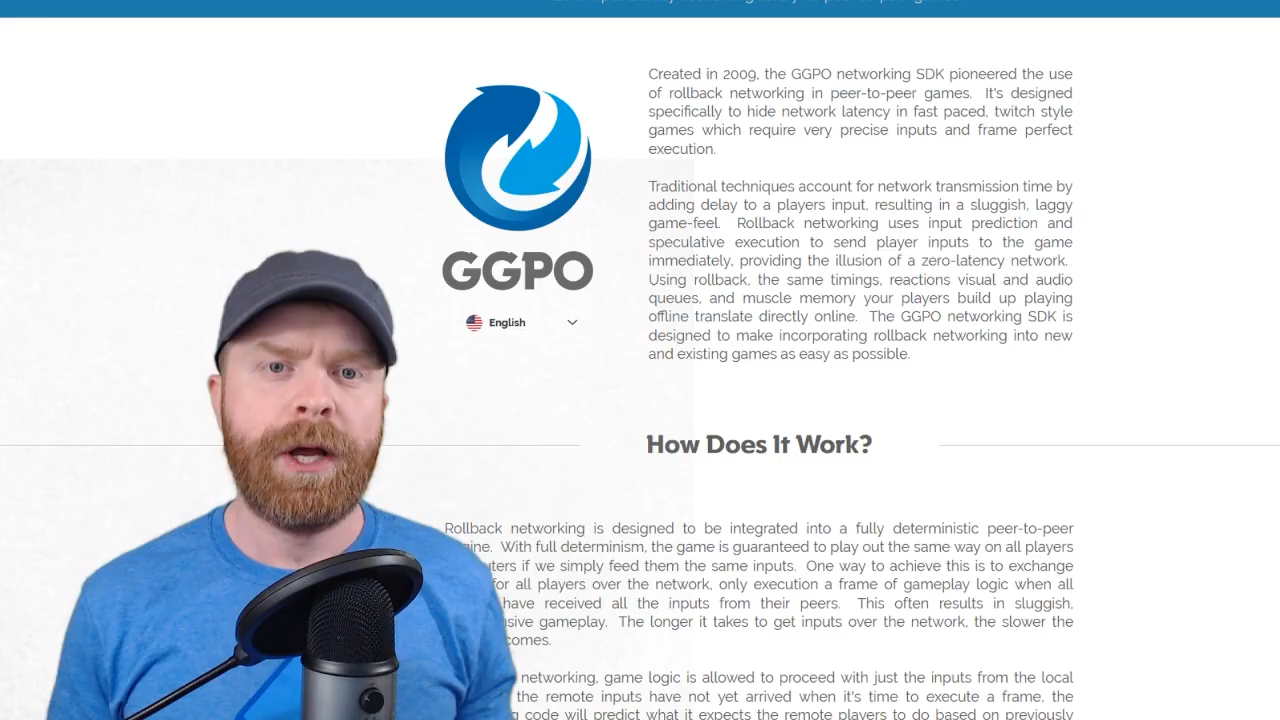 Created in 2009, the GGPO networking SDK pioneered the use
of rollback networking in peer-to-peer games. It's designed
specifically to hide network latency in fast paced, twitch style
games which require very precise inputs and frame perfect
execution.
Traditional techniques account for network transmission time by
adding delay to a players input, resulting in a sluggish, laggy
game-feel. Rollback networking uses input prediction and
speculative execution to send player inputs to the game
immediately, providing the illusion of a zero-latency network.
Using rollback, the same timings, reactions visual and audio
queues, and muscle memory your players build up playing
offline translate directly online. The GGPO networking SDK is
designed to make incorporating rollback networking into new
and existing games as easy as possible.
GGPO
English
How Does It Work?
Rollback networking is designed to be integrated into a fully deterministic peer-to-peer
With full determinism, the game is guaranteed to play out the same way on all players
if we simply feed them the same inputs. One way to achieve this is to exchange
for all players over the network, only execution a frame of gameplay logic when all
have received all the inputs from their peers. This often results in sluggish,
gameplay. The longer it takes to get inputs over the network, the slower the
networking, game logic is allowed to proceed with just the inputs from the local
the remote inputs have not yet arrived when it's time to execute a frame, the
code will predict what it expects the remote players to do based on previously